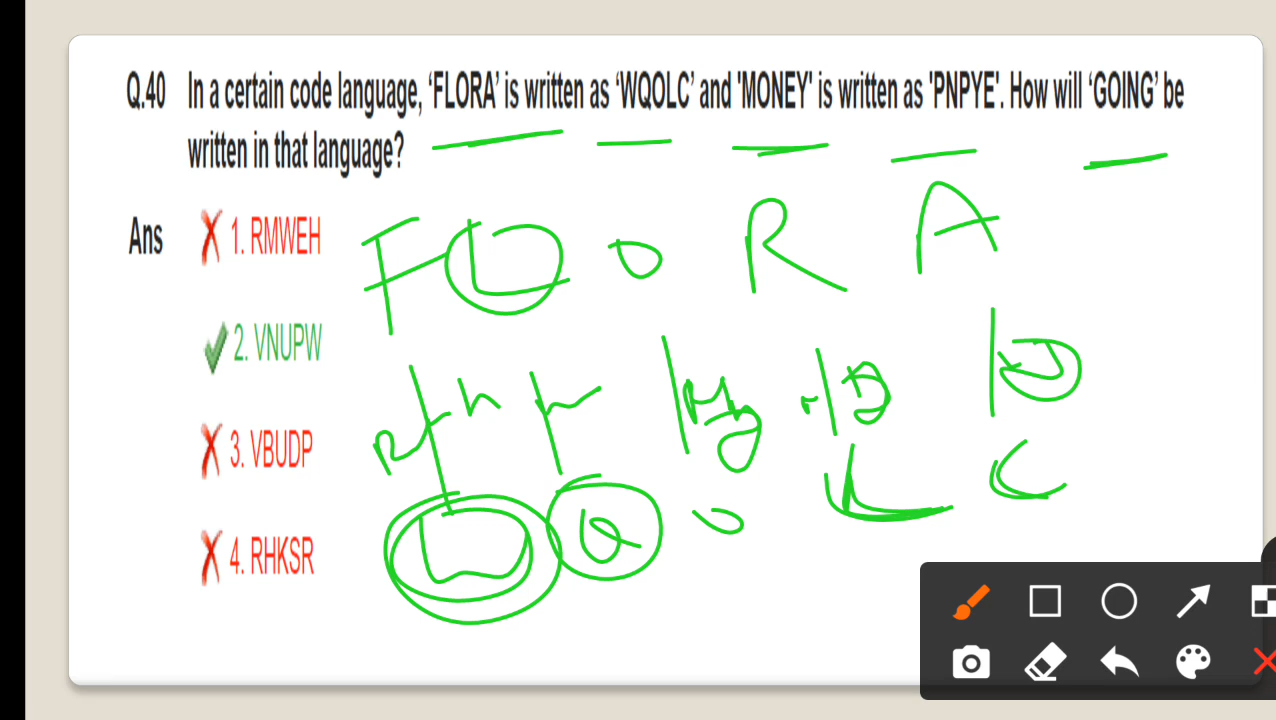 Q.40 In a certain code language, ‘FLORA’ is written as ‘WQOLC’ and 'MONEY' is written as 'PNPYE'. How will ‘GOING’ be
written in that language?
Ans
1. RMWEH
2. VNUPW
3. VBUDP
4. RHKSR
F L O R A
Q O L C